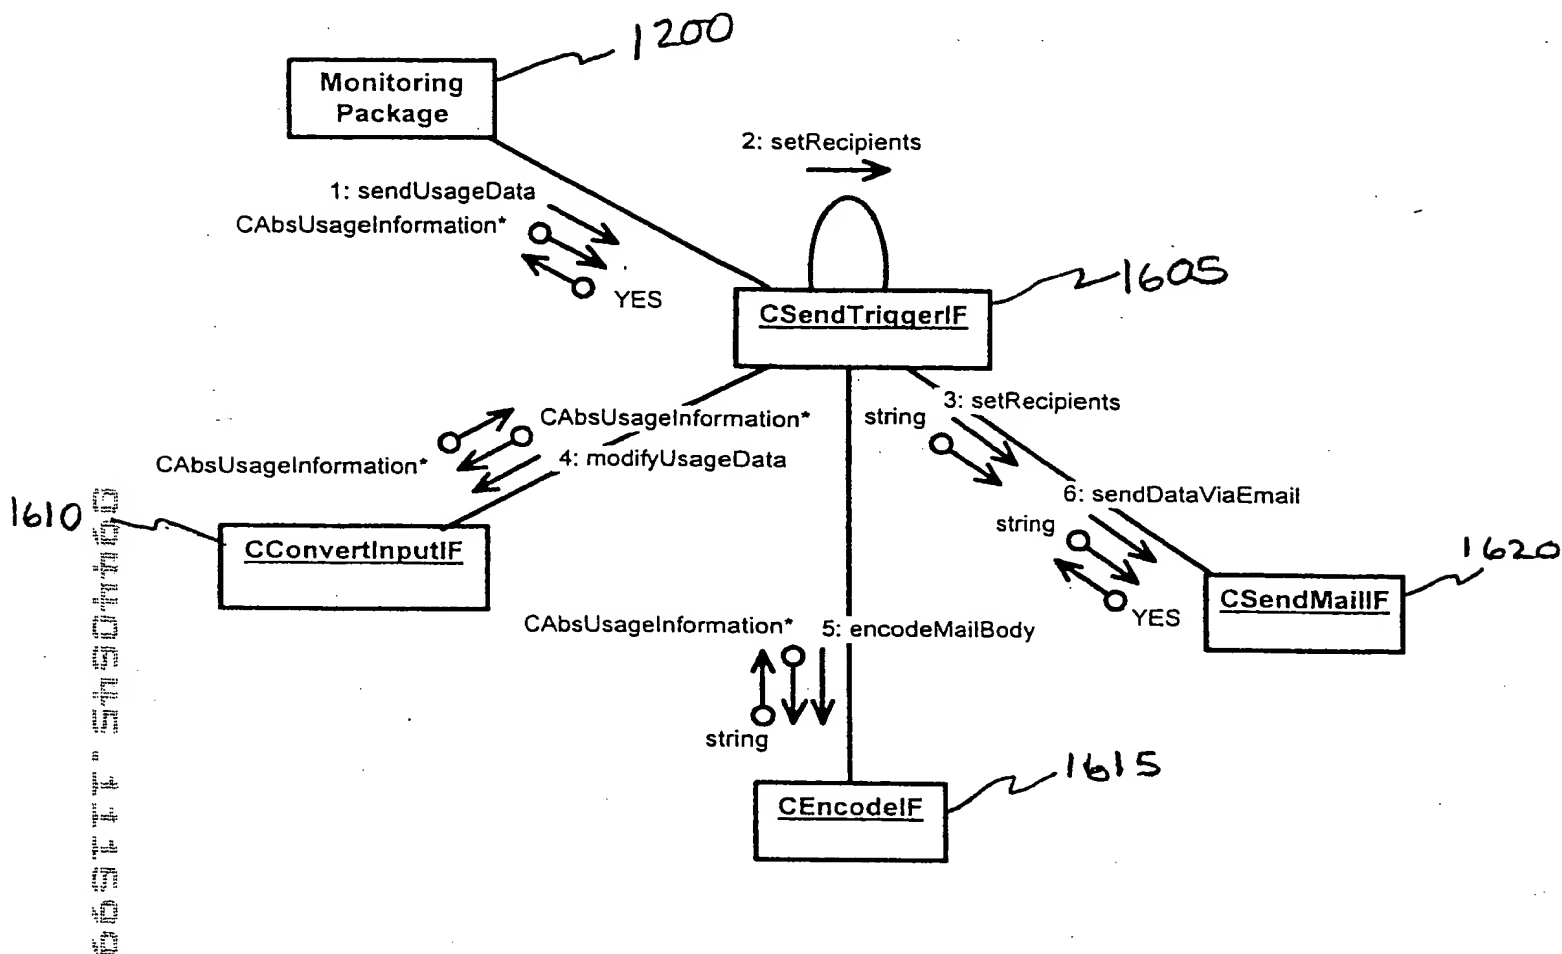 1200
Monitoring
Package
2: setRecipients
1: sendUsageData
CAbsUsageInformation*
YES
1605
CSendTriggerIF
3: setRecipients
string
CAbsUsageInformation*
CAbsUsageInformation*
4: modifyUsageData
6: sendDataViaEmail
string
YES
1610
CConvertInputIF
1620
CSendMailIF
CAbsUsageInformation*
5: encodeMailBody
string
1615
CEncodeIF